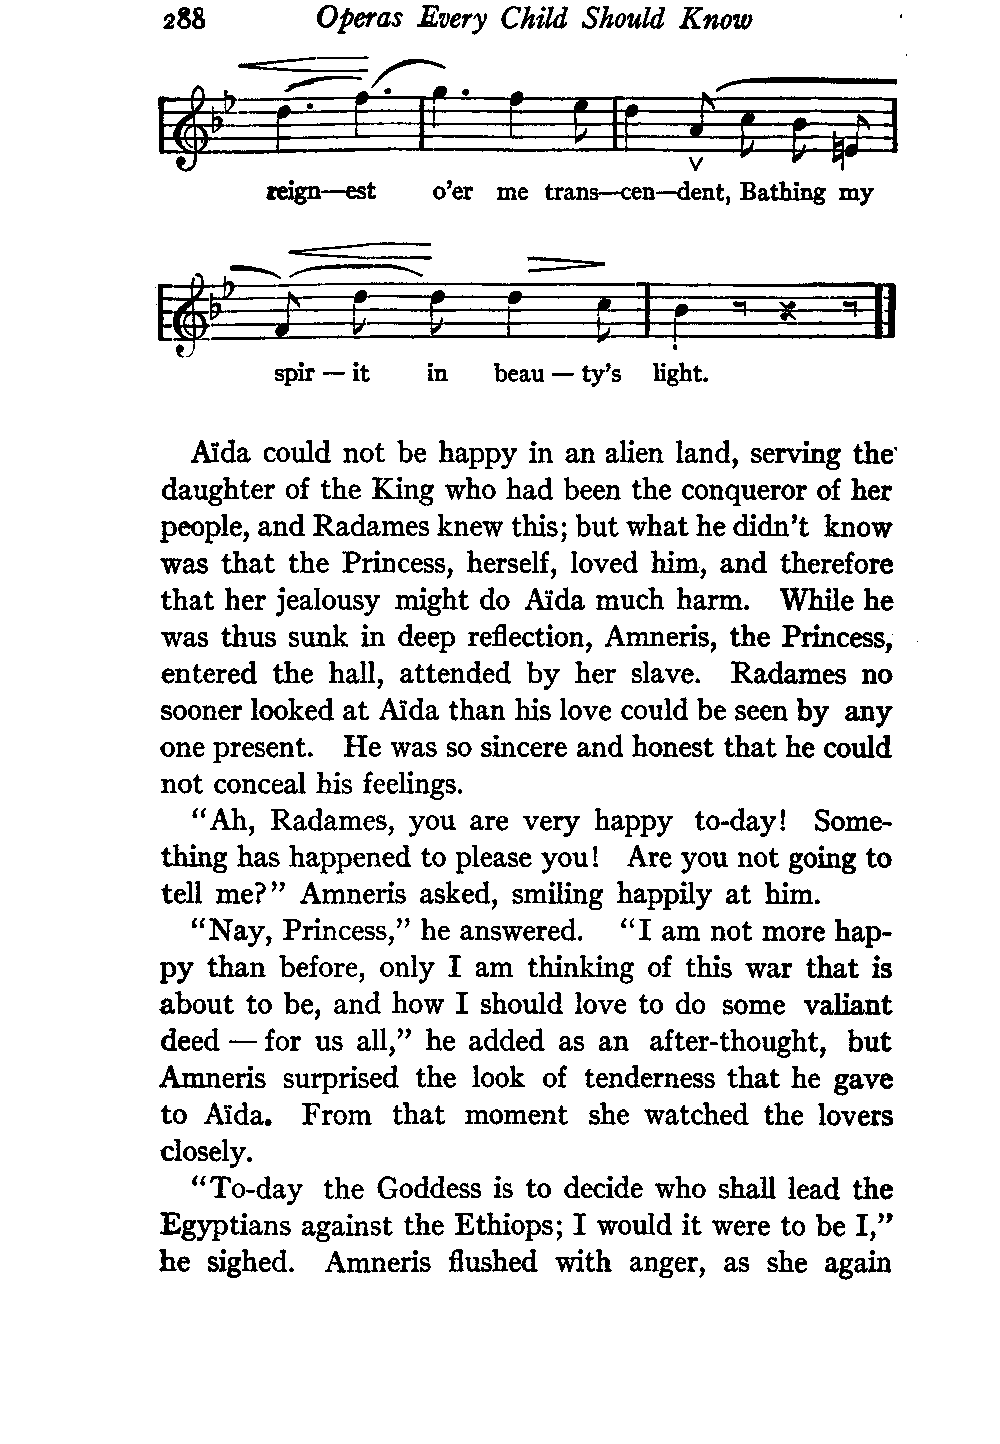 288 Operas Every Child Should Know
reign—est o'er me trans—cen—dent, Bathing my
spir — it in beau — ty's light.
Aïda could not be happy in an alien land, serving the
daughter of the King who had been the conqueror of her
people, and Radames knew this; but what he didn't know
was that the Princess, herself, loved him, and therefore
that her jealousy might do Aïda much harm. While he
was thus sunk in deep reflection, Amneris, the Princess,
entered the hall, attended by her slave. Radames no
sooner looked at Aïda than his love could be seen by any
one present. He was so sincere and honest that he could
not conceal his feelings.
"Ah, Radames, you are very happy to-day! Some-
thing has happened to please you! Are you not going to
tell me?" Amneris asked, smiling happily at him.
"Nay, Princess," he answered. "I am not more hap-
py than before, only I am thinking of this war that is
about to be, and how I should love to do some valiant
deed — for us all," he added as an after-thought, but
Amneris surprised the look of tenderness that he gave
to Aïda. From that moment she watched the lovers
closely.
"To-day the Goddess is to decide who shall lead the
Egyptians against the Ethiops; I would it were to be I,"
he sighed. Amneris flushed with anger, as she again